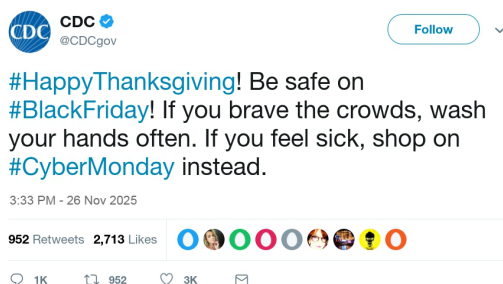 CDC
CDC
@CDCgov
Follow
#HappyThanksgiving! Be safe on
#BlackFriday! If you brave the crowds, wash
your hands often. If you feel sick, shop on
#CyberMonday instead.
3:33 PM - 26 Nov 2025
952 Retweets 2,713 Likes
1K 952 3K